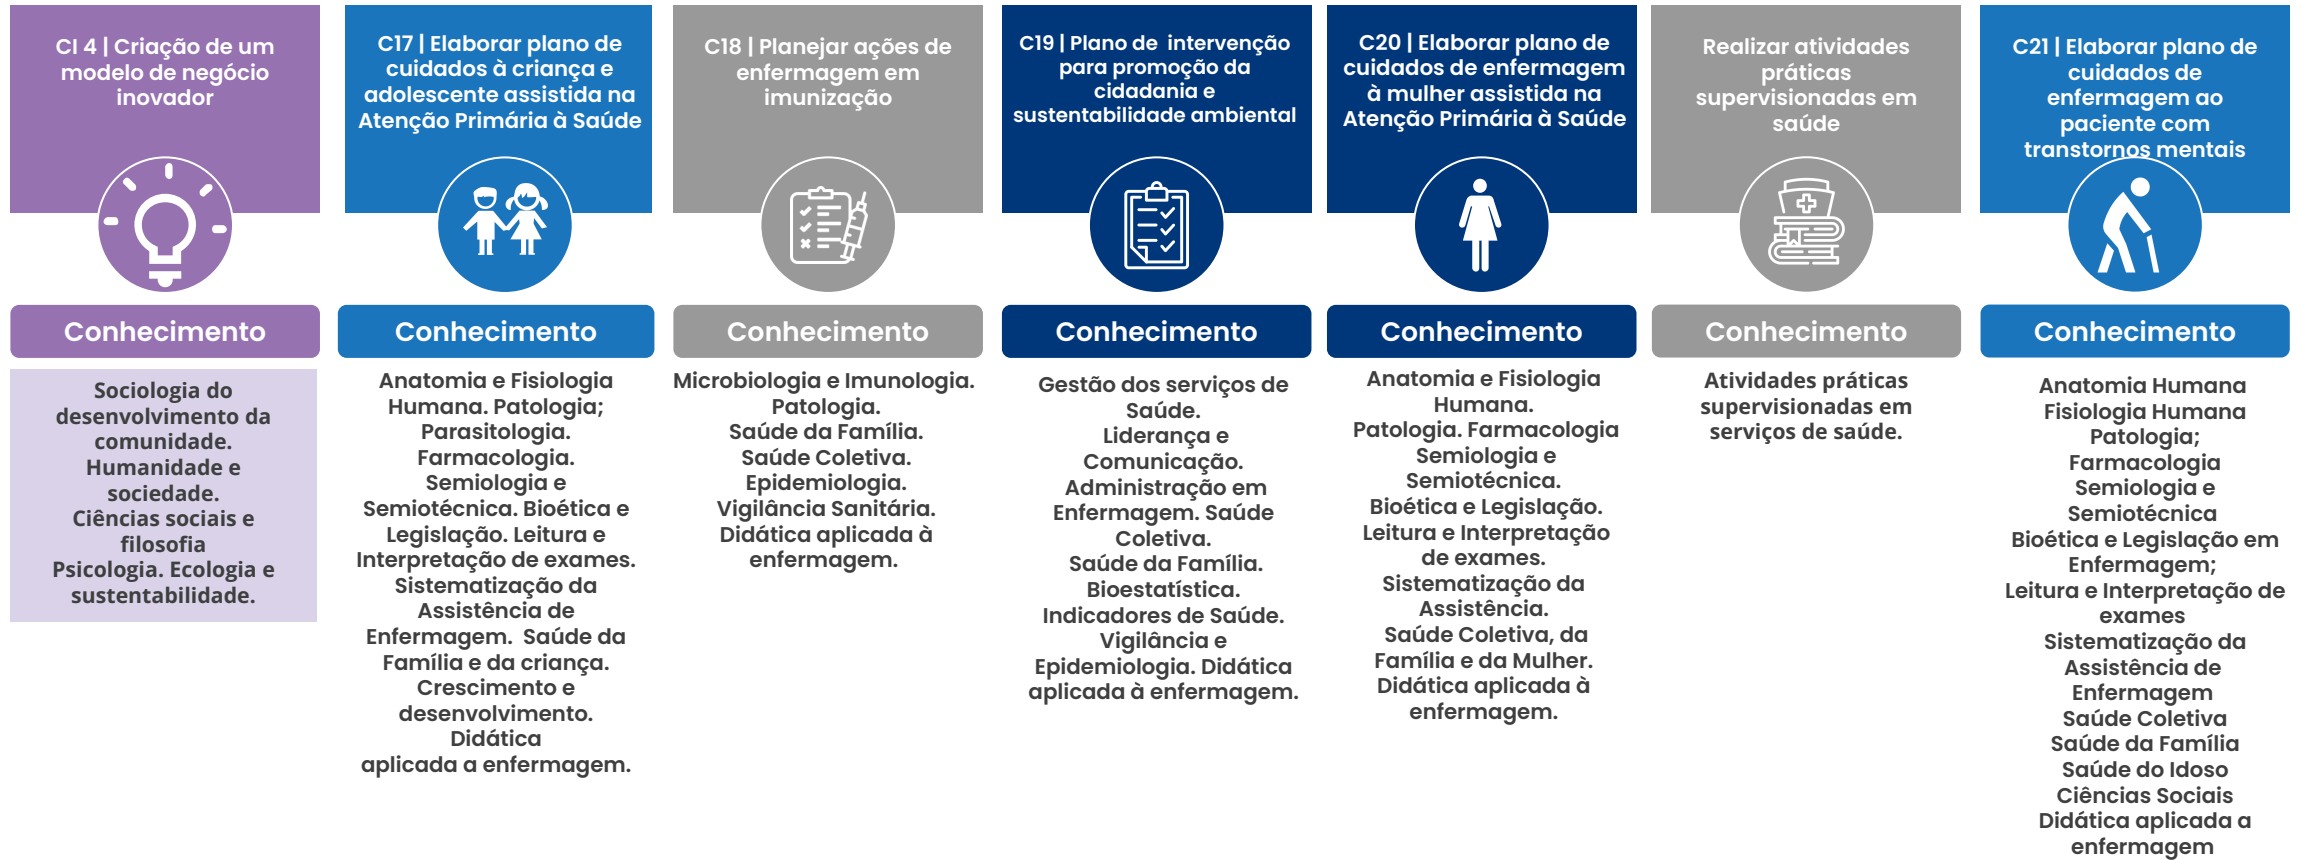 CI 4 | Criação de um
modelo de negócio
inovador
Conhecimento
Sociologia do
desenvolvimento da
comunidade.
Humanidade e
sociedade.
Ciências sociais e
filosofia
Psicologia. Ecologia e
sustentabilidade.
C17 | Elaborar plano de
cuidados à criança e
adolescente assistida na
Atenção Primária à Saúde
Conhecimento
Anatomia e Fisiologia
Humana. Patologia;
Parasitologia.
Farmacologia.
Semiologia e
Semiotécnica. Bioética e
Legislação. Leitura e
Interpretação de exames.
Sistematização da
Assistência de
Enfermagem. Saúde da
Família e da criança.
Crescimento e
desenvolvimento.
Didática
aplicada a enfermagem.
C18 | Planejar ações de
enfermagem em
imunização
Conhecimento
Microbiologia e Imunologia.
Patologia.
Saúde da Família.
Saúde Coletiva.
Epidemiologia.
Vigilância Sanitária.
Didática aplicada à
enfermagem.
C19 | Plano de intervenção
para promoção da
cidadania e
sustentabilidade ambiental
Conhecimento
Gestão dos serviços de
Saúde.
Liderança e
Comunicação.
Administração em
Enfermagem. Saúde
Coletiva.
Saúde da Família.
Bioestatística.
Indicadores de Saúde.
Vigilância e
Epidemiologia. Didática
aplicada à enfermagem.
C20 | Elaborar plano de
cuidados de enfermagem
à mulher assistida na
Atenção Primária à Saúde
Conhecimento
Anatomia e Fisiologia
Humana.
Patologia. Farmacologia
Semiologia e
Semiotécnica.
Bioética e Legislação.
Leitura e Interpretação
de exames.
Sistematização da
Assistência.
Saúde Coletiva, da
Família e da Mulher.
Didática aplicada à
enfermagem.
Realizar atividades
práticas
supervisionadas em
saúde
Conhecimento
Atividades práticas
supervisionadas em
serviços de saúde.
C21 | Elaborar plano de
cuidados de
enfermagem ao
paciente com
transtornos mentais
Conhecimento
Anatomia Humana
Fisiologia Humana
Patologia;
Farmacologia
Semiologia e
Semiotécnica
Bioética e Legislação em
Enfermagem;
Leitura e Interpretação de
exames
Sistematização da
Assistência de
Enfermagem
Saúde Coletiva
Saúde da Família
Saúde do Idoso
Ciências Sociais
Didática aplicada a
enfermagem